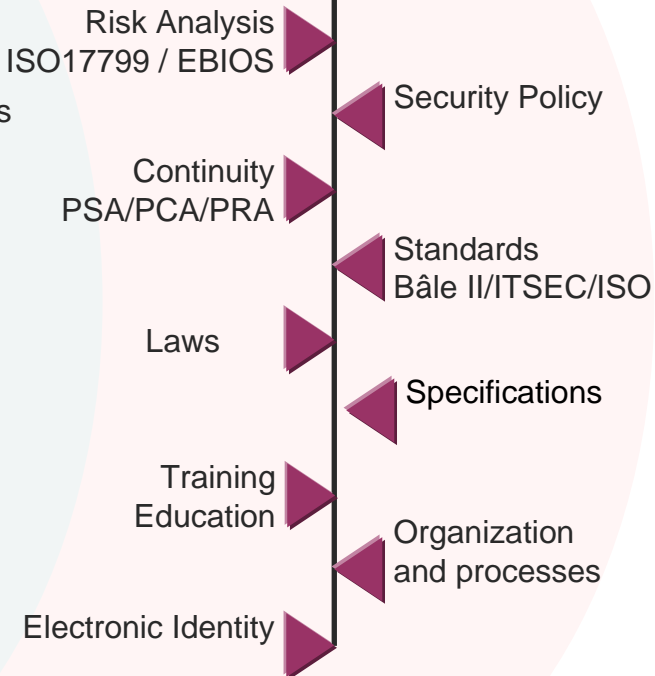 Risk Analysis
ISO17799 / EBIOS
s
Security Policy
Continuity
PSA/PCA/PRA
Standards
Bâle II/ITSEC/ISO
Laws
Specifications
Training
Education
Organization
and processes
Electronic Identity